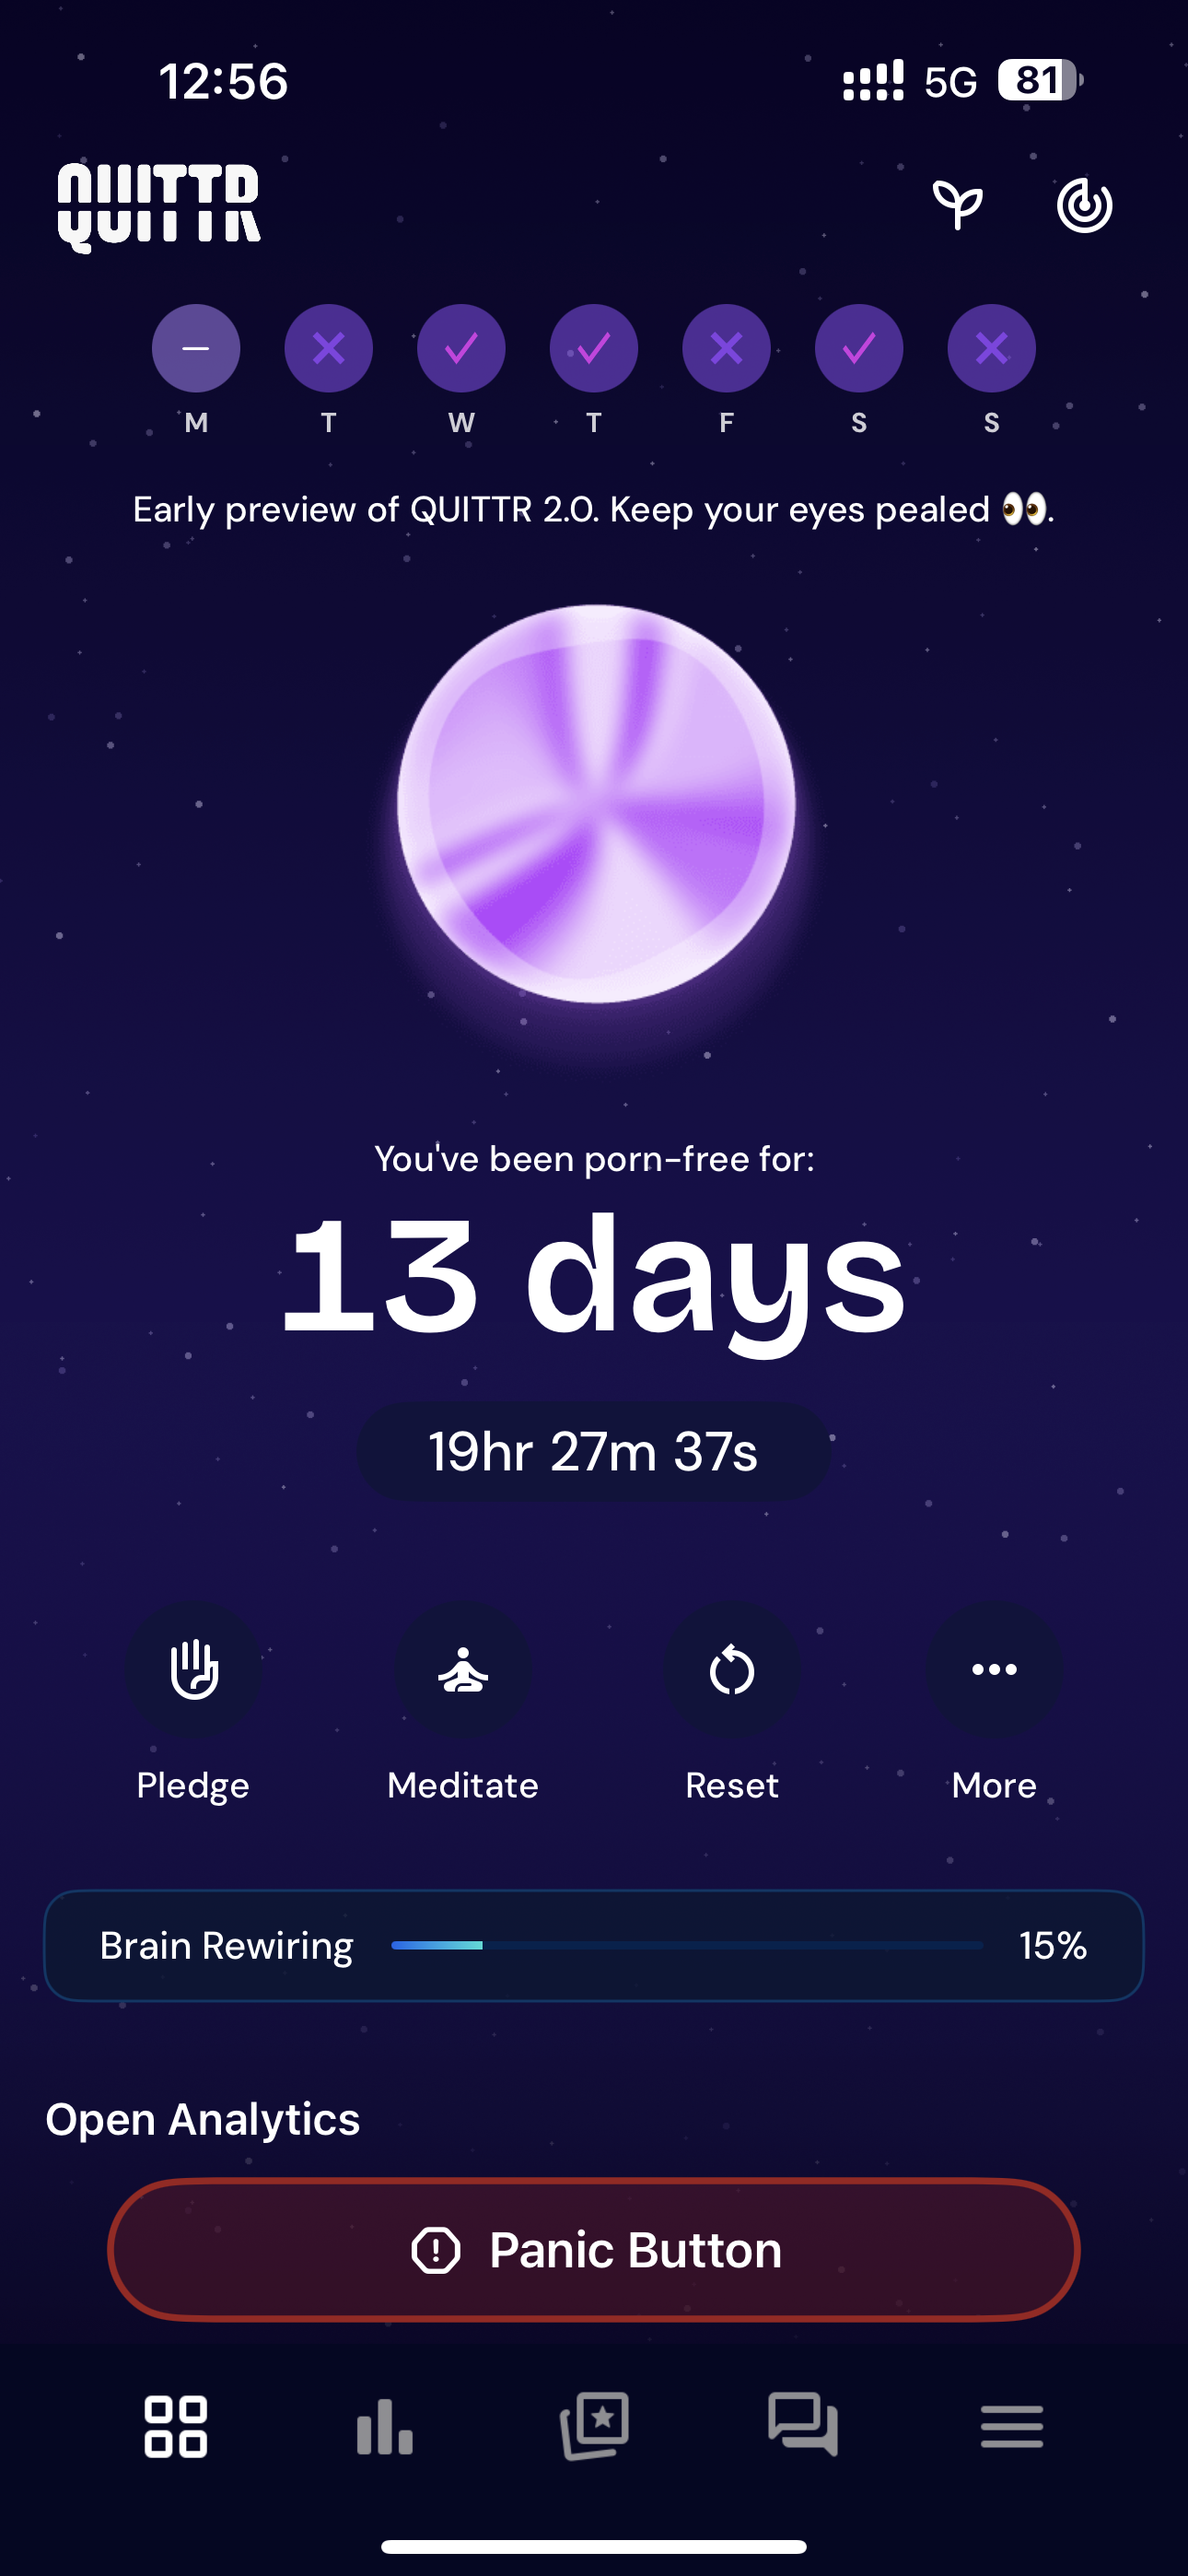 12:56 5G 81
QUITTR
M T W T F S S
Early preview of QUITTR 2.0. Keep your eyes pealed 👀.
You've been porn-free for:
13 days
19hr 27m 37s
Pledge Meditate Reset More
Brain Rewiring 15%
Open Analytics
Panic Button